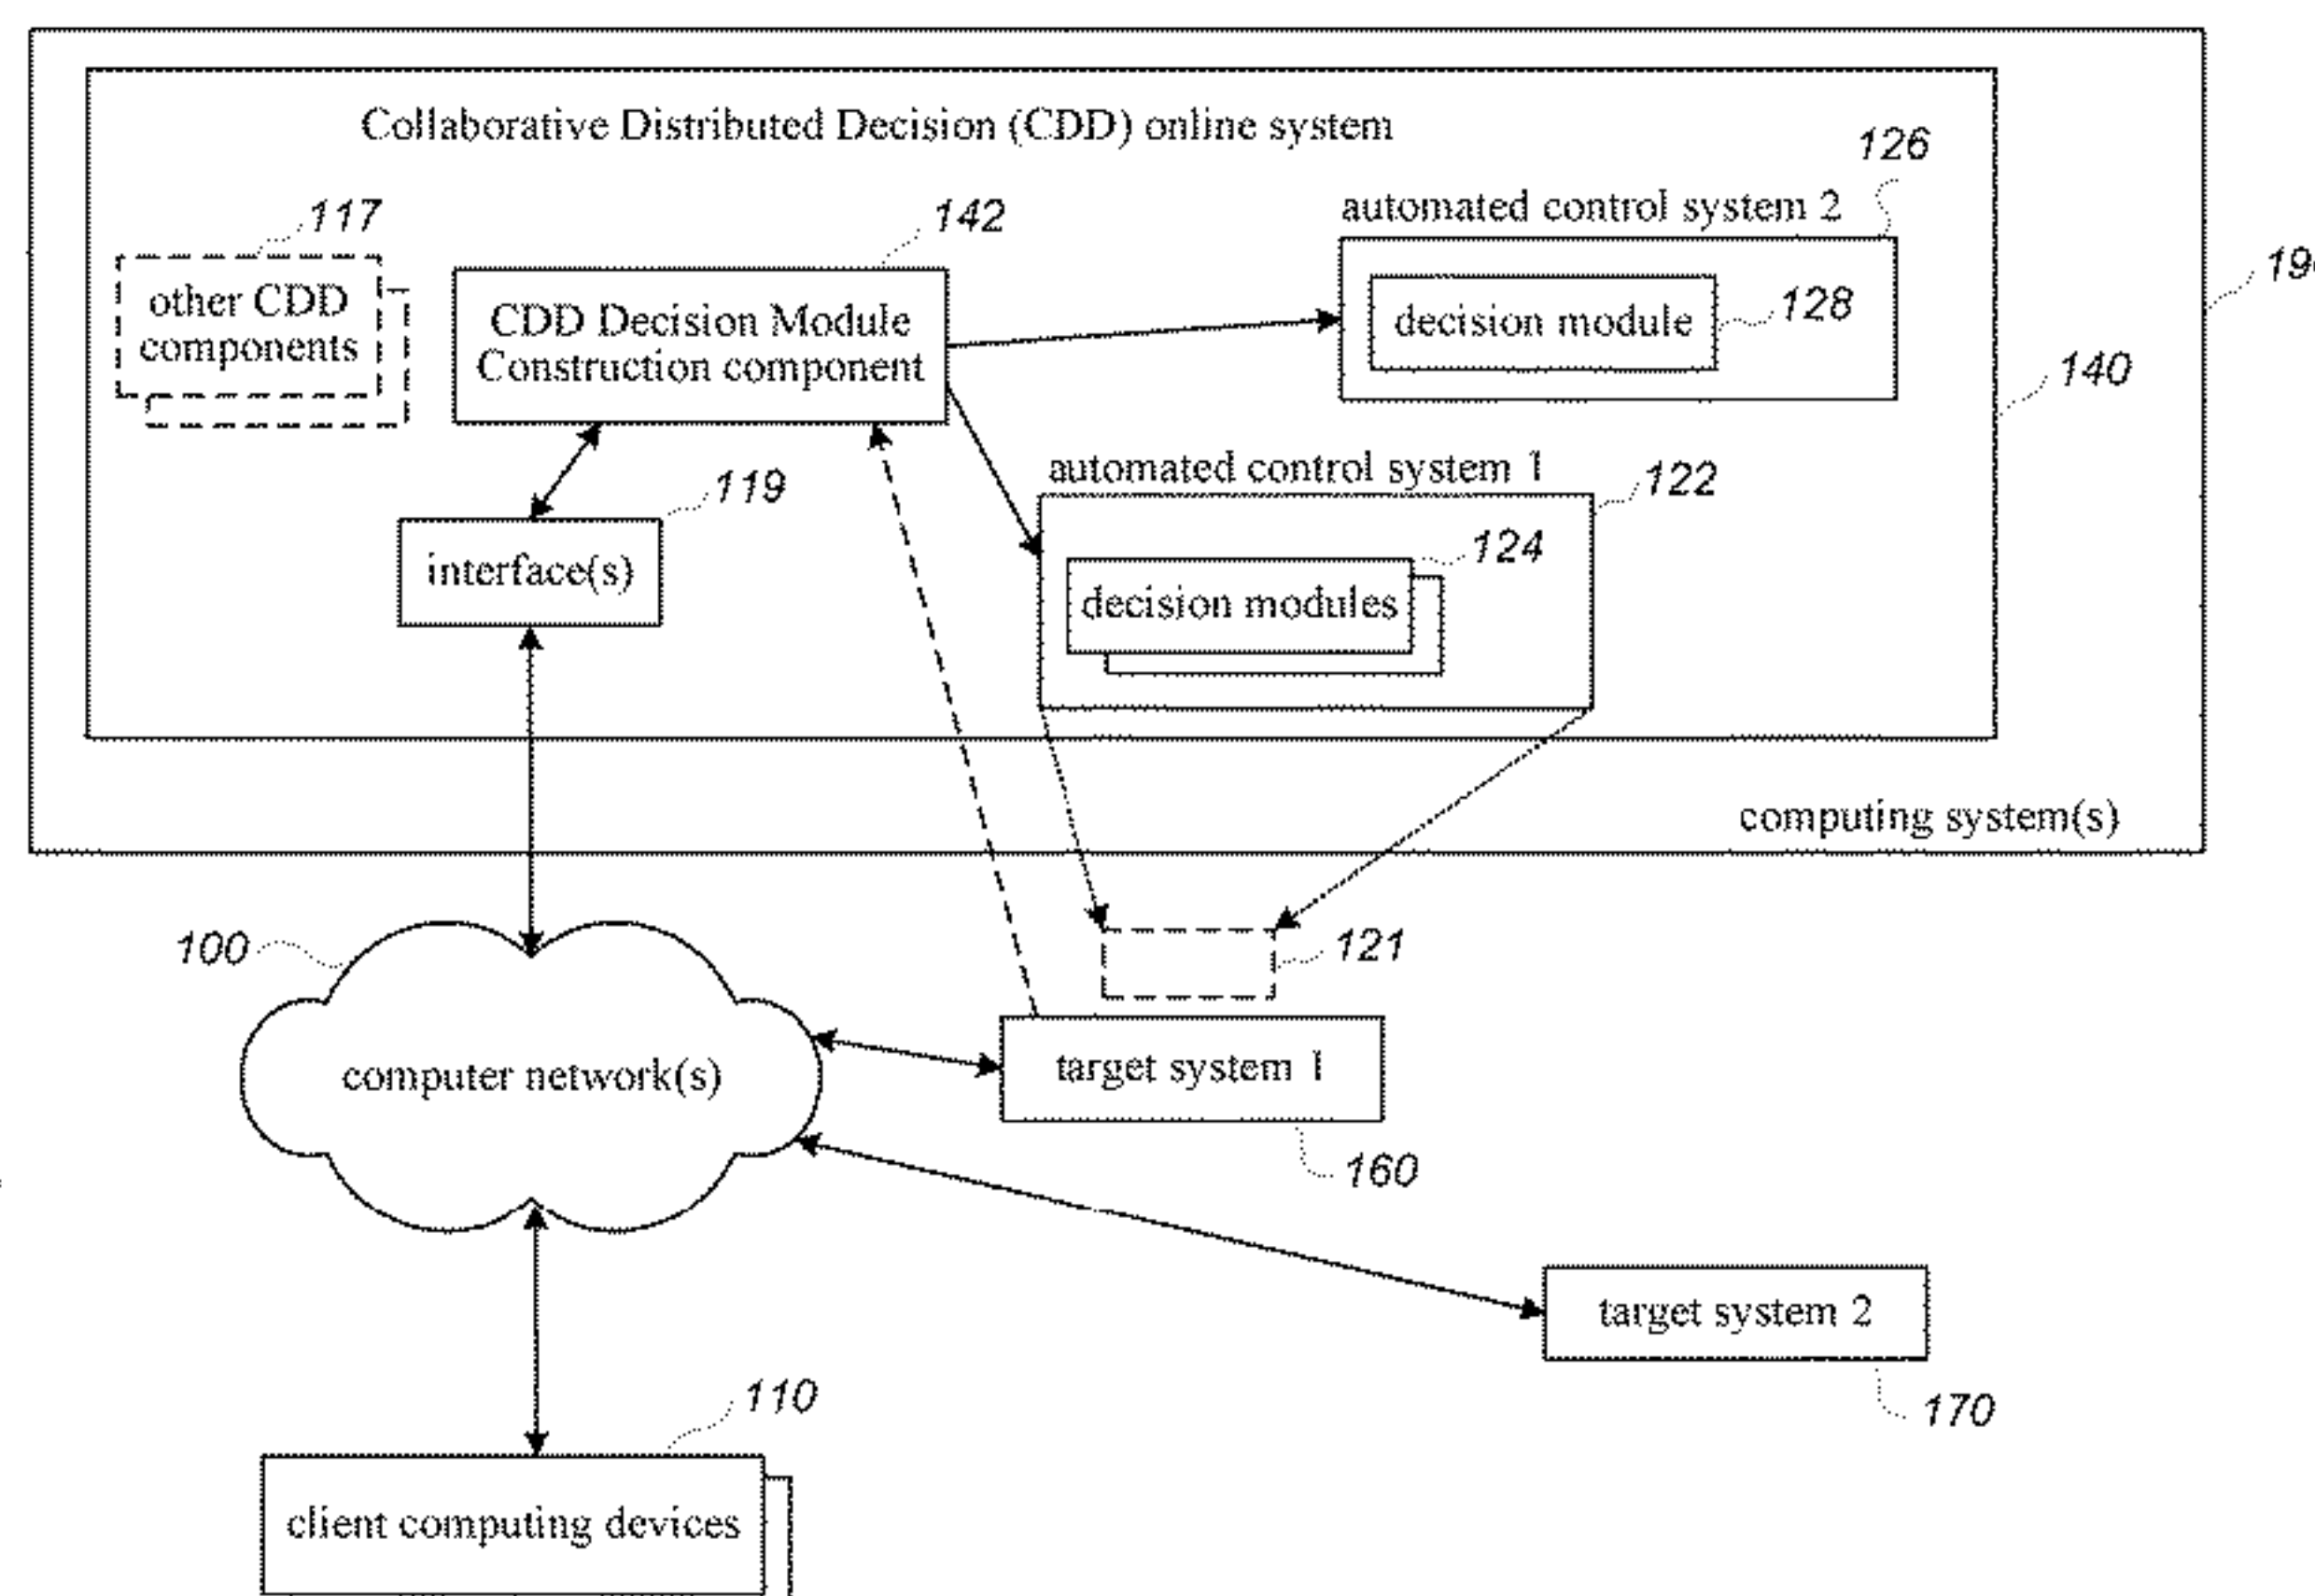 Collaborative Distributed Decision (CDD) online system
126
automated control system 2
117
142
other CDD
components
CDD Decision Module
Construction component
decision module
128
140
automated control system 1
122
119
interface(s)
124
decision modules
computing system(s)
100
121
computer network(s)
target system 1
160
target system 2
170
110
client computing devices